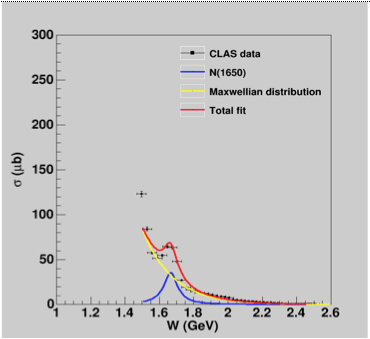 300
250
200
150
100
50
0
σ (μb)
CLAS data
N(1650)
Maxwellian distribution
Total fit
1 1.2 1.4 1.6 1.8 2 2.2 2.4 2.6
W (GeV)